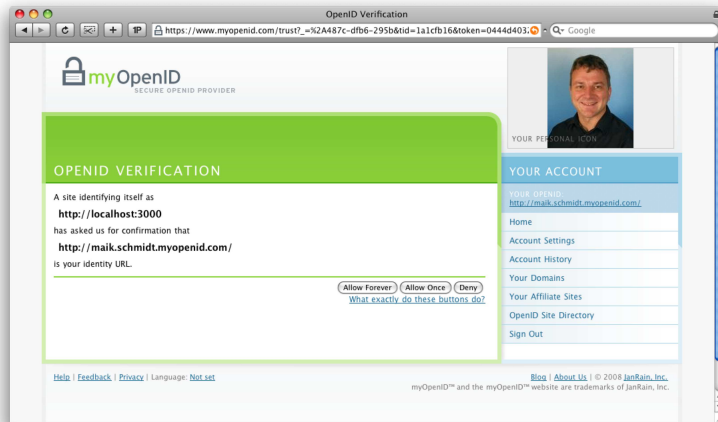 OpenID Verification
1P
https://www.myopenid.com/trust?_=%2A487c-dfb6-295b&tid=1a1cfb16&token=0444d403
Google
myOpenID
SECURE OPENID PROVIDER
YOUR PERSONAL ICON
OPENID VERIFICATION
A site identifying itself as
http://localhost:3000
has asked us for confirmation that
http://maik.schmidt.myopenid.com/
is your identity URL.
Allow Forever Allow Once Deny
What exactly do these buttons do?
YOUR ACCOUNT
YOUR OPENID
http://maik.schmidt.myopenid.com/
Home
Account Settings
Account History
Your Domains
Your Affiliate Sites
OpenID Site Directory
Sign Out
Help | Feedback | Privacy | Language: Not set
Blog | About Us | © 2008 JanRain, Inc.
myOpenID™ and the myOpenID™ website are trademarks of JanRain, Inc.